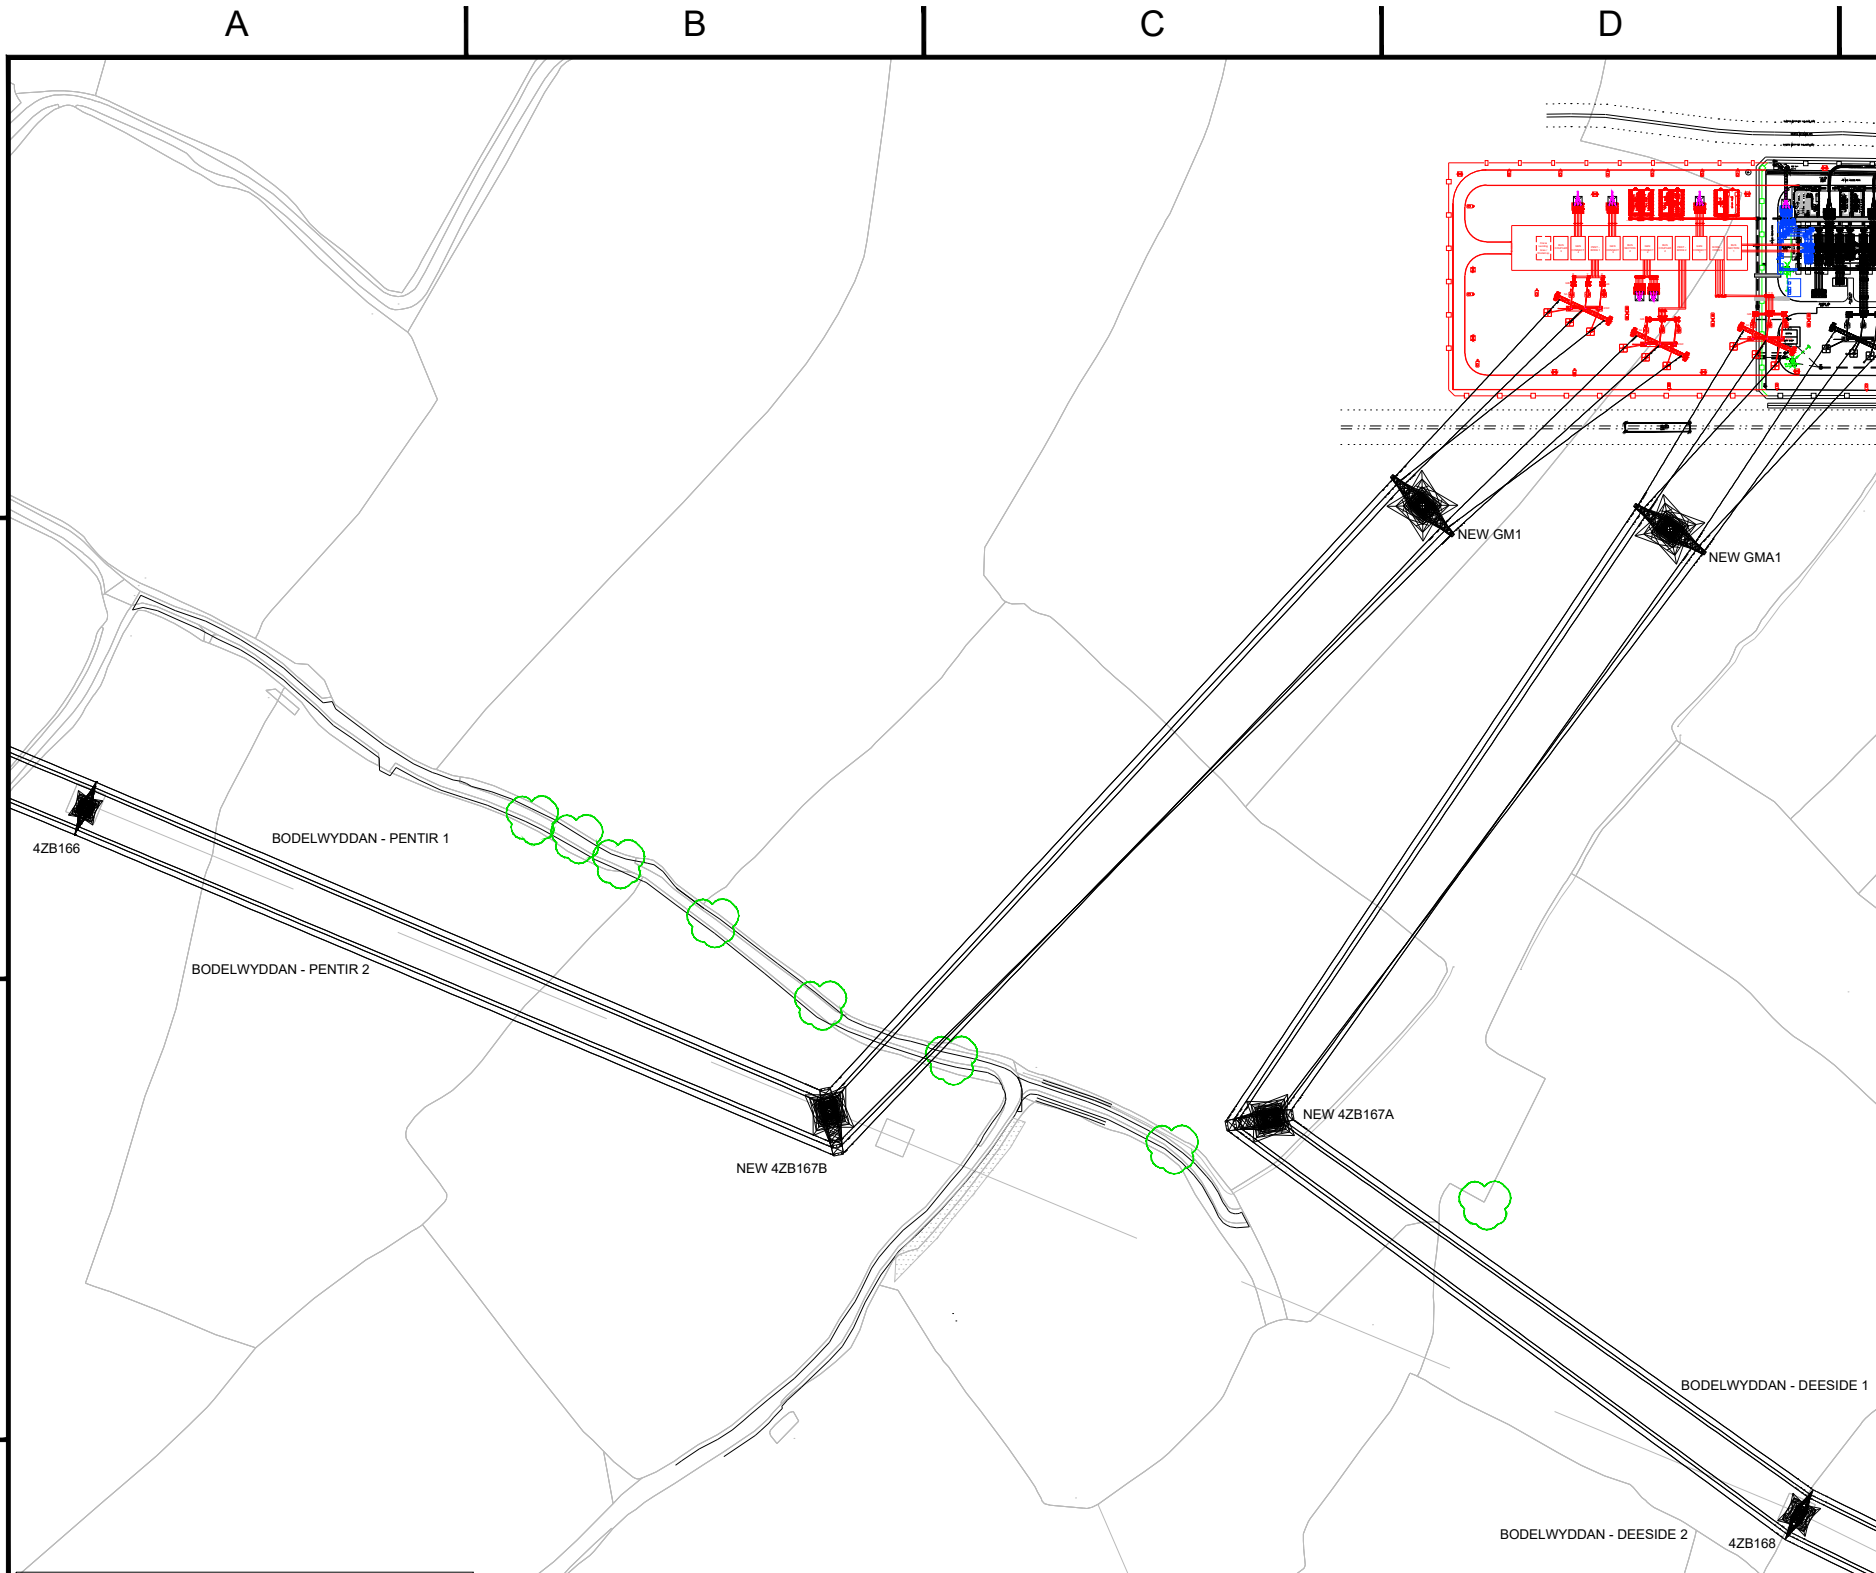 A B C D
NEW GM1
NEW GMA1
BODELWYDDAN - PENTIR 1
4ZB166
BODELWYDDAN - PENTIR 2
NEW 4ZB167A
NEW 4ZB167B
BODELWYDDAN - DEESIDE 1
BODELWYDDAN - DEESIDE 2
4ZB168